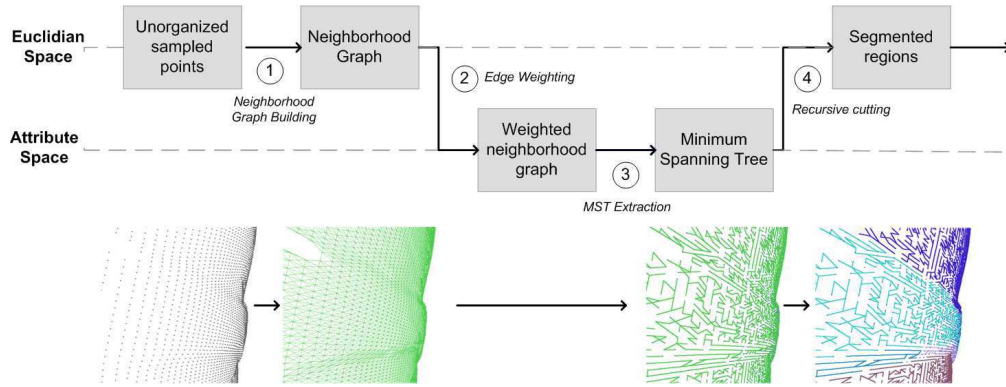 Euclidian
Space
Unorganized
sampled
points
1
Neighborhood
Graph Building
Neighborhood
Graph
2
Edge Weighting
4
Recursive cutting
Segmented
regions
Attribute
Space
Weighted
neighborhood
graph
3
MST Extraction
Minimum
Spanning Tree